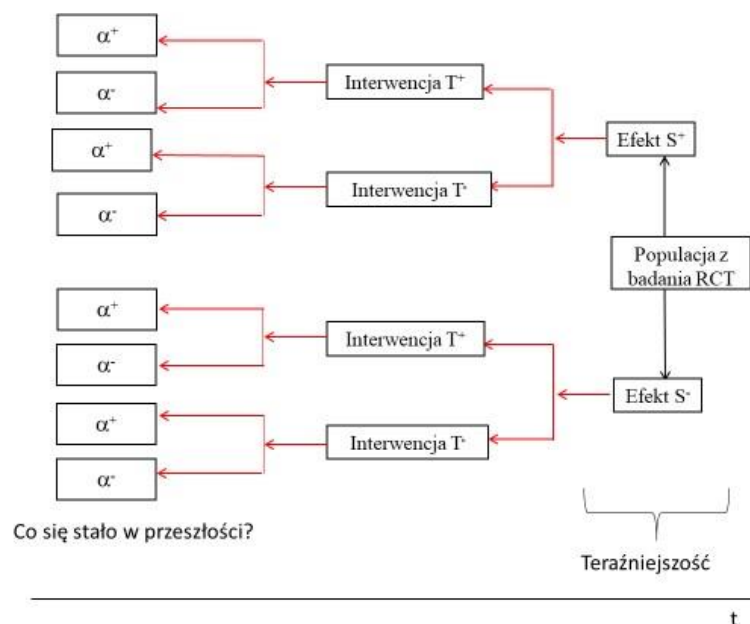 α⁺
α⁻
Interwencja T⁺
α⁺
α⁻
Interwencja T⁻
Efekt S⁺
Populacja z
badania RCT
α⁺
α⁻
Interwencja T⁺
α⁺
α⁻
Interwencja T⁻
Efekt S⁻
Co się stało w przeszłości?
Teraźniejszość
t